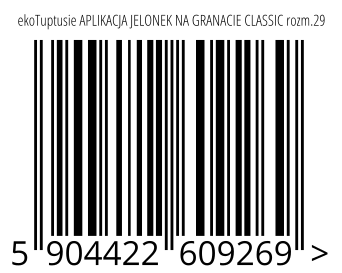 ekoTuptusie APLIKACJA JELONEK NA GRANACIE CLASSIC rozm.29
5 904422 609269 >